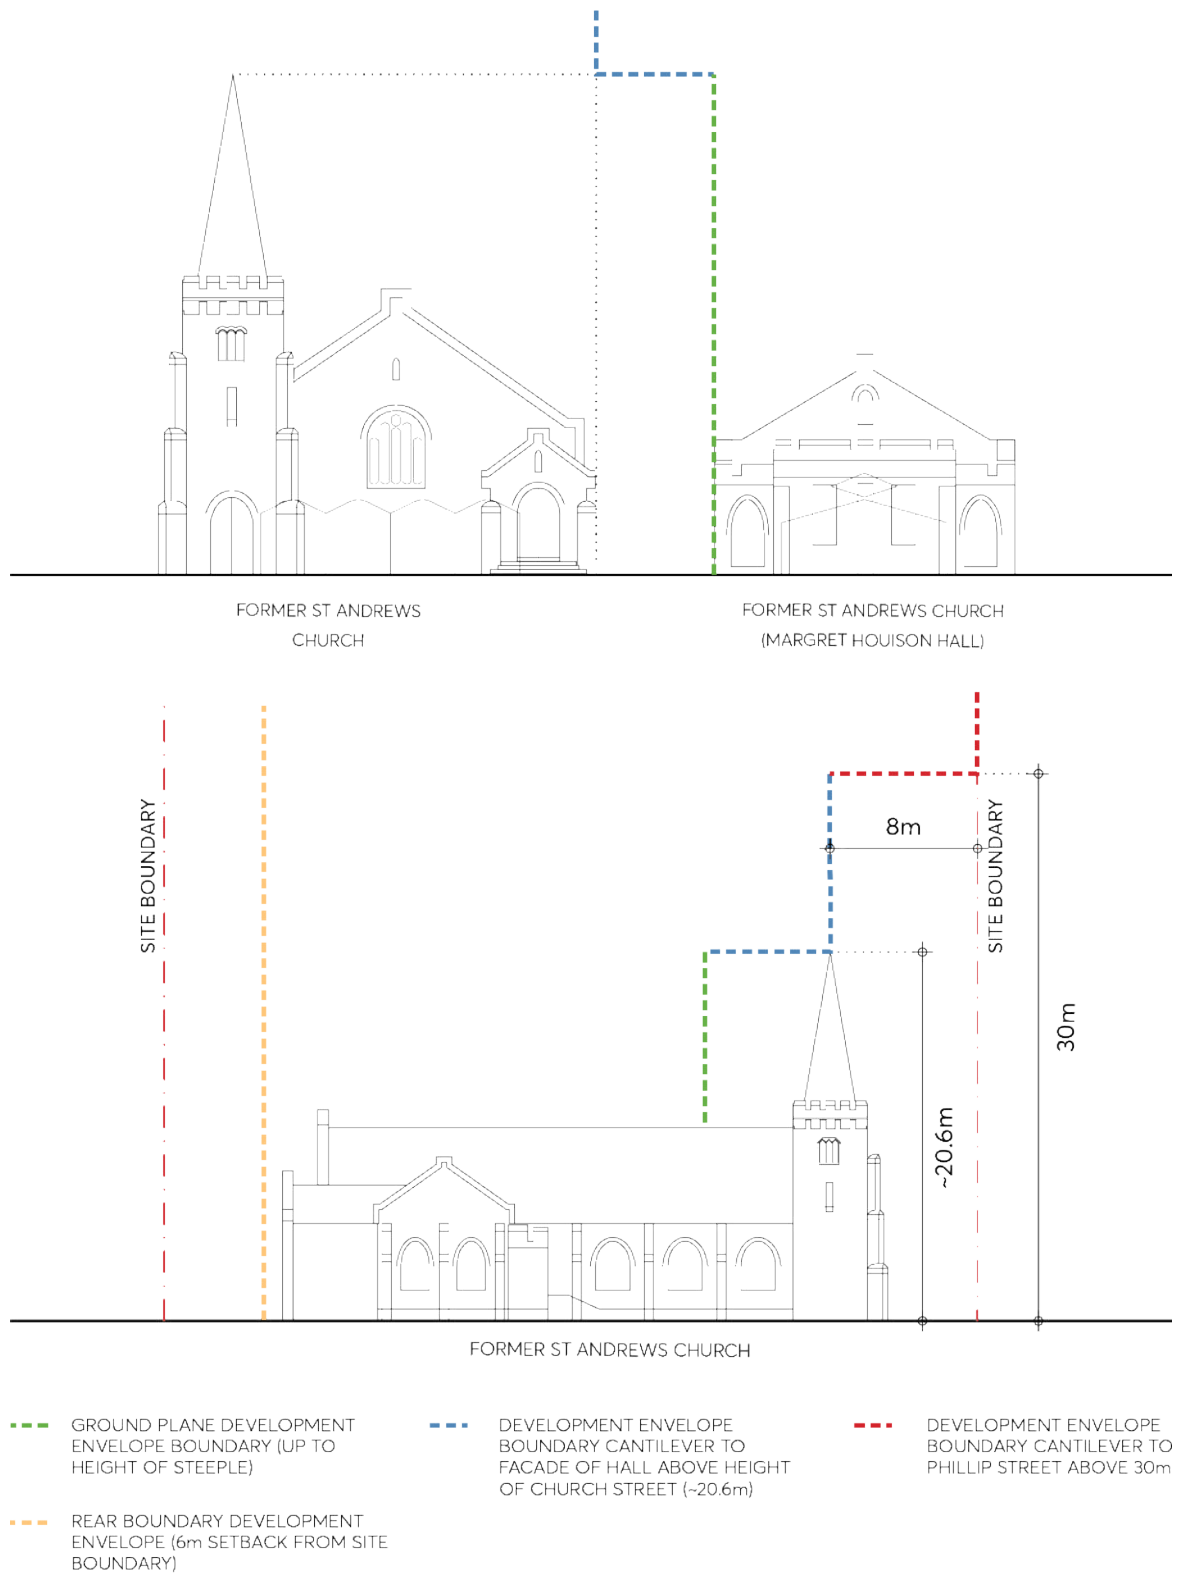 FORMER ST ANDREWS
CHURCH
FORMER ST ANDREWS CHURCH
(MARGRET HOUISON HALL)
SITE BOUNDARY
8m
SITE BOUNDARY
30m
~20.6m
FORMER ST ANDREWS CHURCH
GROUND PLANE DEVELOPMENT
ENVELOPE BOUNDARY (UP TO
HEIGHT OF STEEPLE)
DEVELOPMENT ENVELOPE
BOUNDARY CANTILEVER TO
FACADE OF HALL ABOVE HEIGHT
OF CHURCH STREET (~20.6m)
DEVELOPMENT ENVELOPE
BOUNDARY CANTILEVER TO
PHILLIP STREET ABOVE 30m
REAR BOUNDARY DEVELOPMENT
ENVELOPE (6m SETBACK FROM SITE
BOUNDARY)